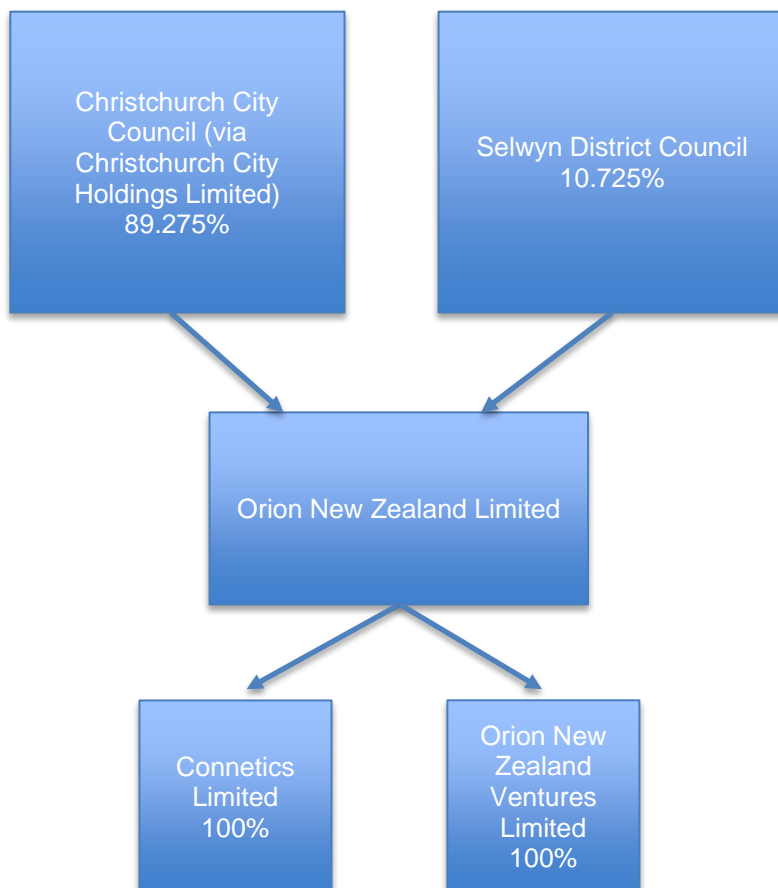 Christchurch City
Council (via
Christchurch City
Holdings Limited)
89.275%
Selwyn District Council
10.725%
Orion New Zealand Limited
Connetics
Limited
100%
Orion New
Zealand
Ventures
Limited
100%